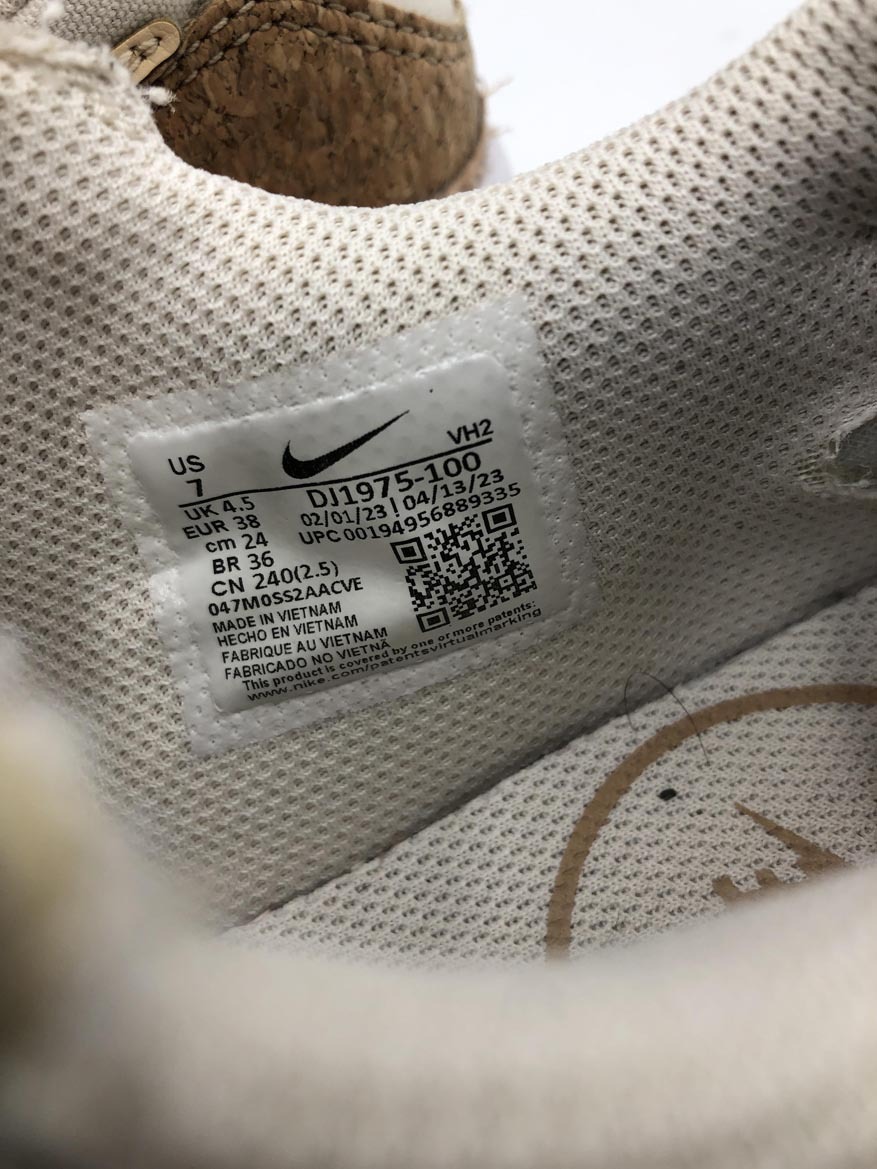 US
7
VH2
UK 4.5
EUR 38
cm 24
BR 36
CN 240(2.5)
DJ1975-100
02/01/23 | 04/13/23
UPC 00194956889335
047M0SS2AACVE
MADE IN VIETNAM
HECHO EN VIETNAM
FABRIQUE AU VIETNAM
FABRICADO NO VIETNÃ
This product is covered by one or more patents:
www.nike.com/patentsvirtualmarking